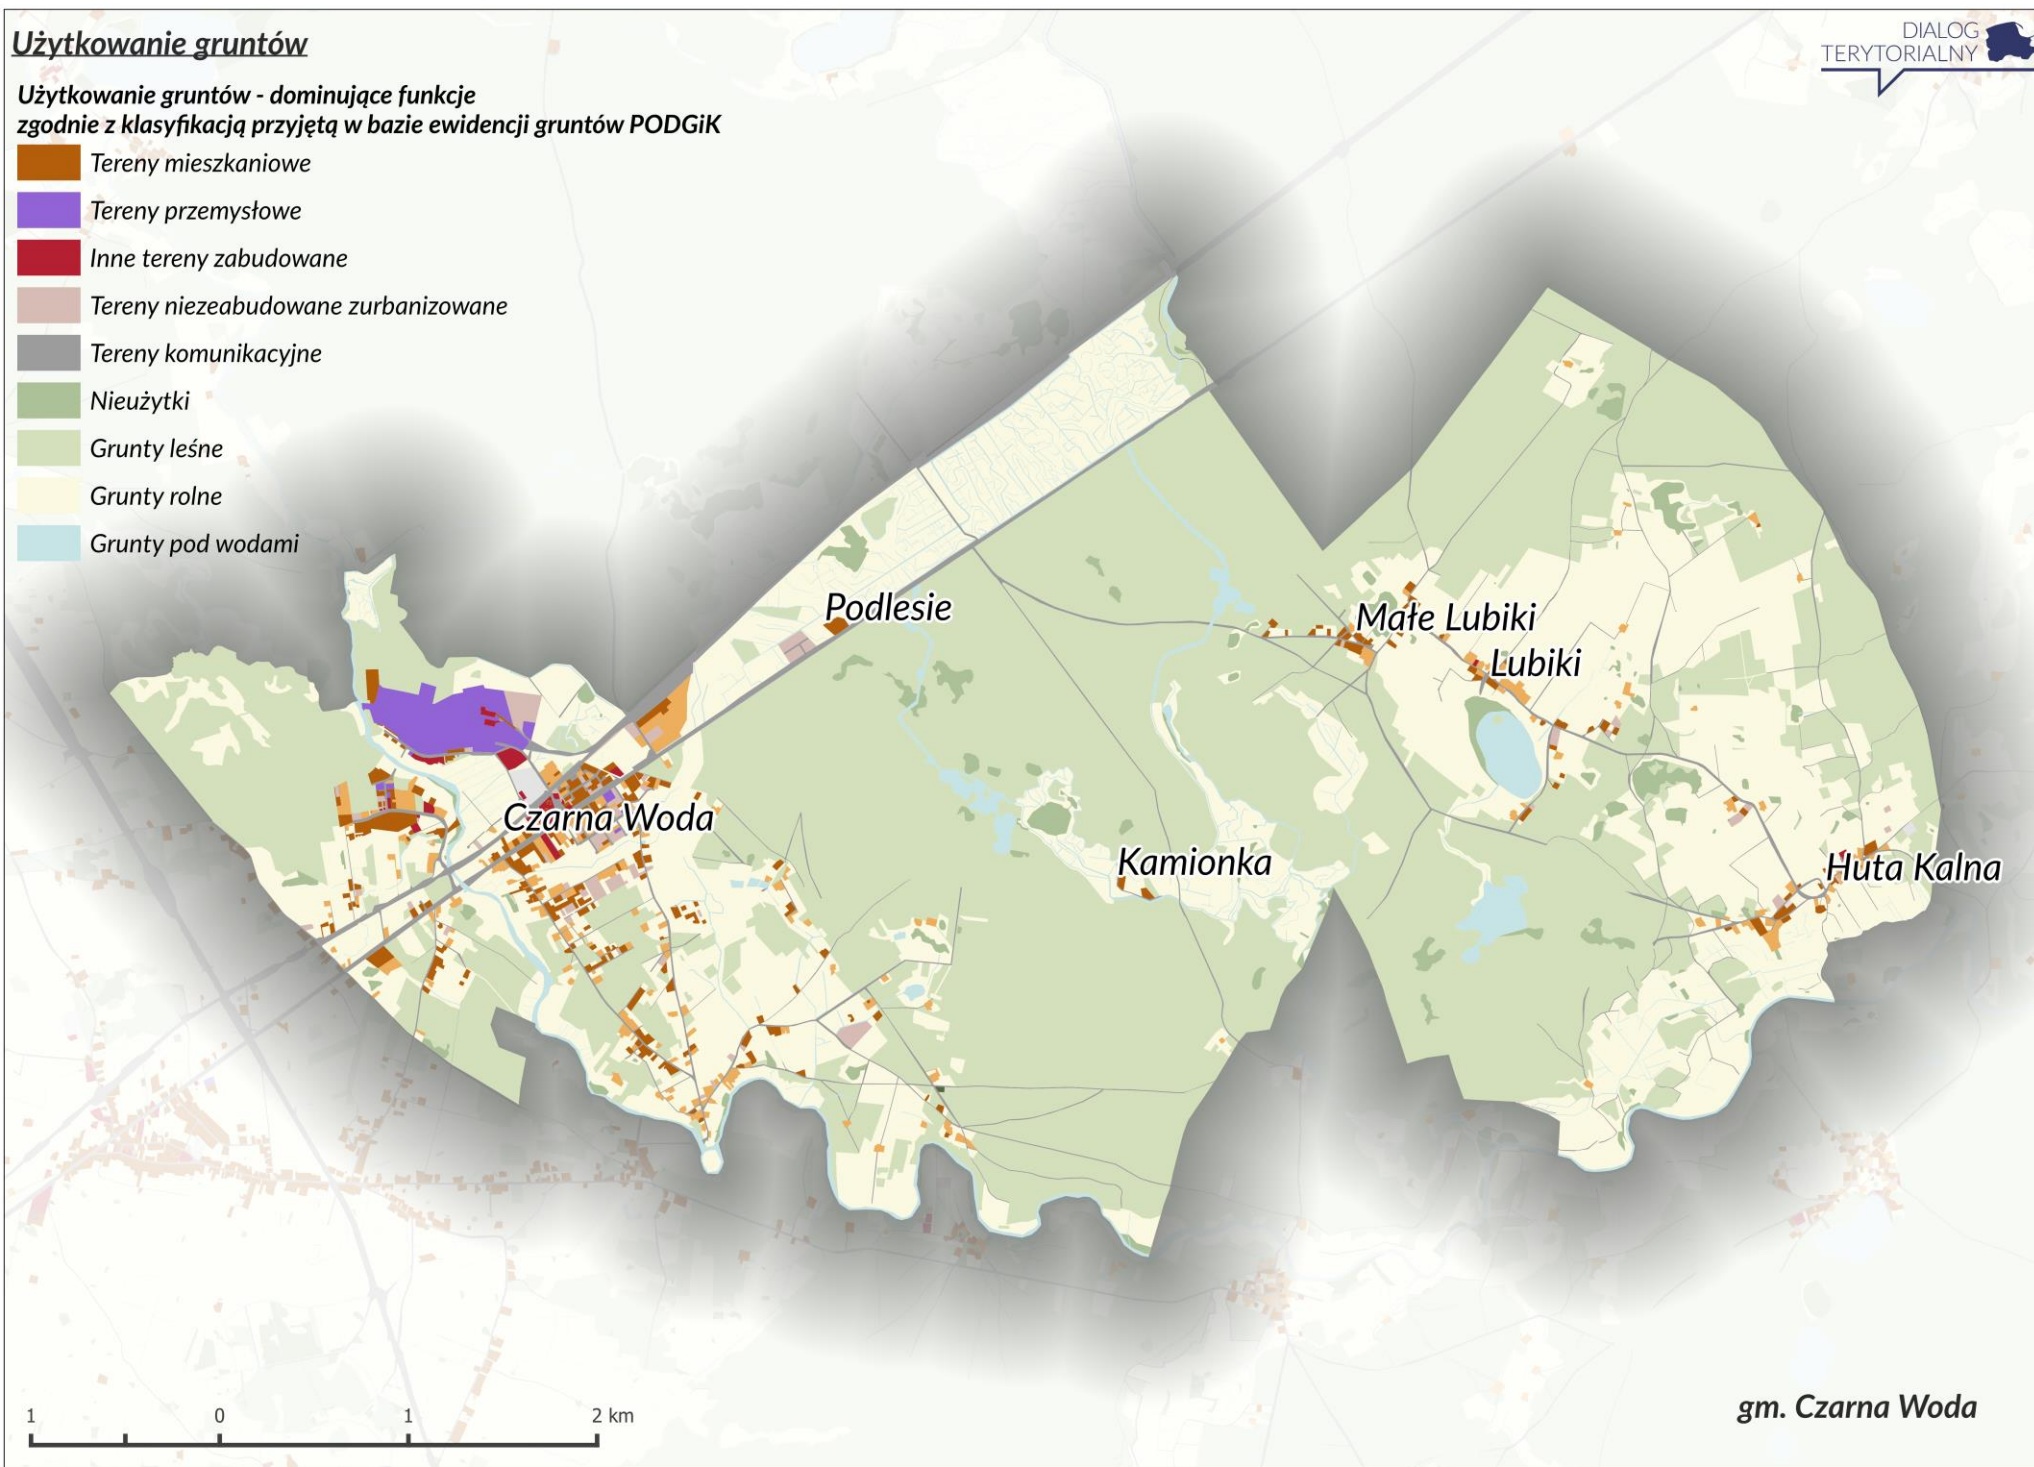 Użytkowanie gruntów
DIALOG
TERYTORIALNY
Użytkowanie gruntów - dominujące funkcje
zgodnie z klasyfikacją przyjętą w bazie ewidencji gruntów PODGiK
Tereny mieszkaniowe
Tereny przemysłowe
Inne tereny zabudowane
Tereny niezeabudowane zurbanizowane
Tereny komunikacyjne
Nieużytki
Grunty leśne
Grunty rolne
Grunty pod wodami
Podlesie
Małe Lubiki
Lubiki
Czarna Woda
Kamionka
Huta Kalna
1 0 1 2 km
gm. Czarna Woda